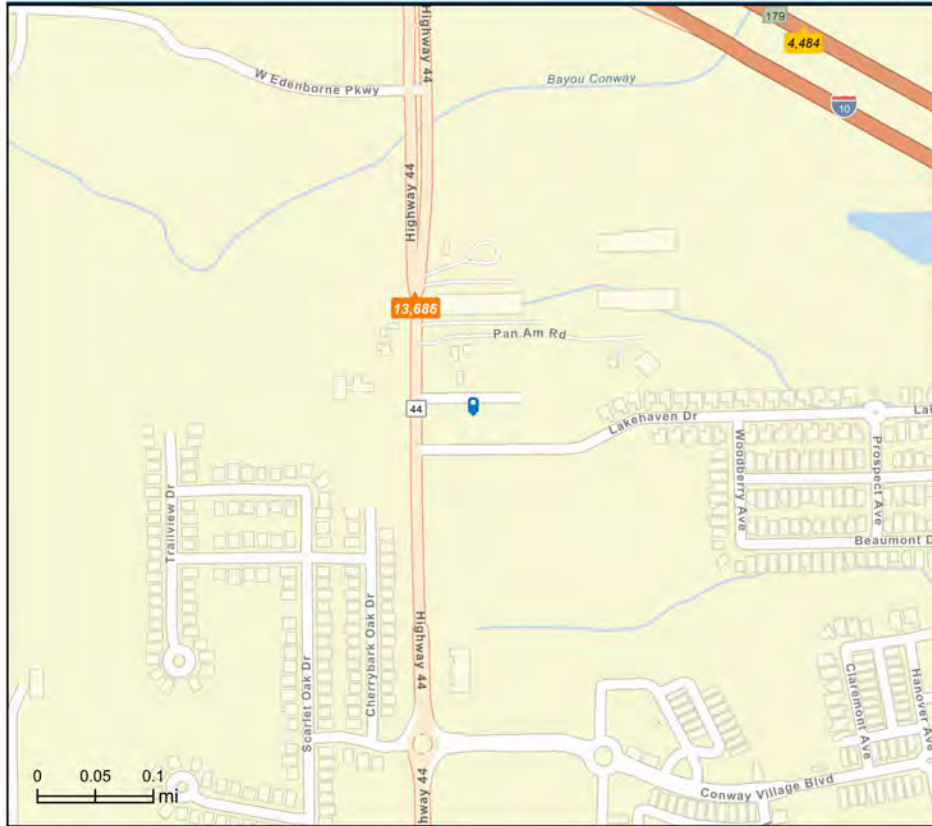 Highway 44
179
4,484
W Edenborne Pkwy
Bayou Conway
10
Highway 44
13,686
Pan Am Rd
44
Lakehaven Dr
Woodberry Ave
Prospect Ave
Trailview Dr
Beaumont D
Highway 44
Cherrybark Oak Dr
Scarlet Oak Dr
Claremont Ave
Hanover Ave
0 0.05 0.1
mi
hway 44
Conway Village Blvd